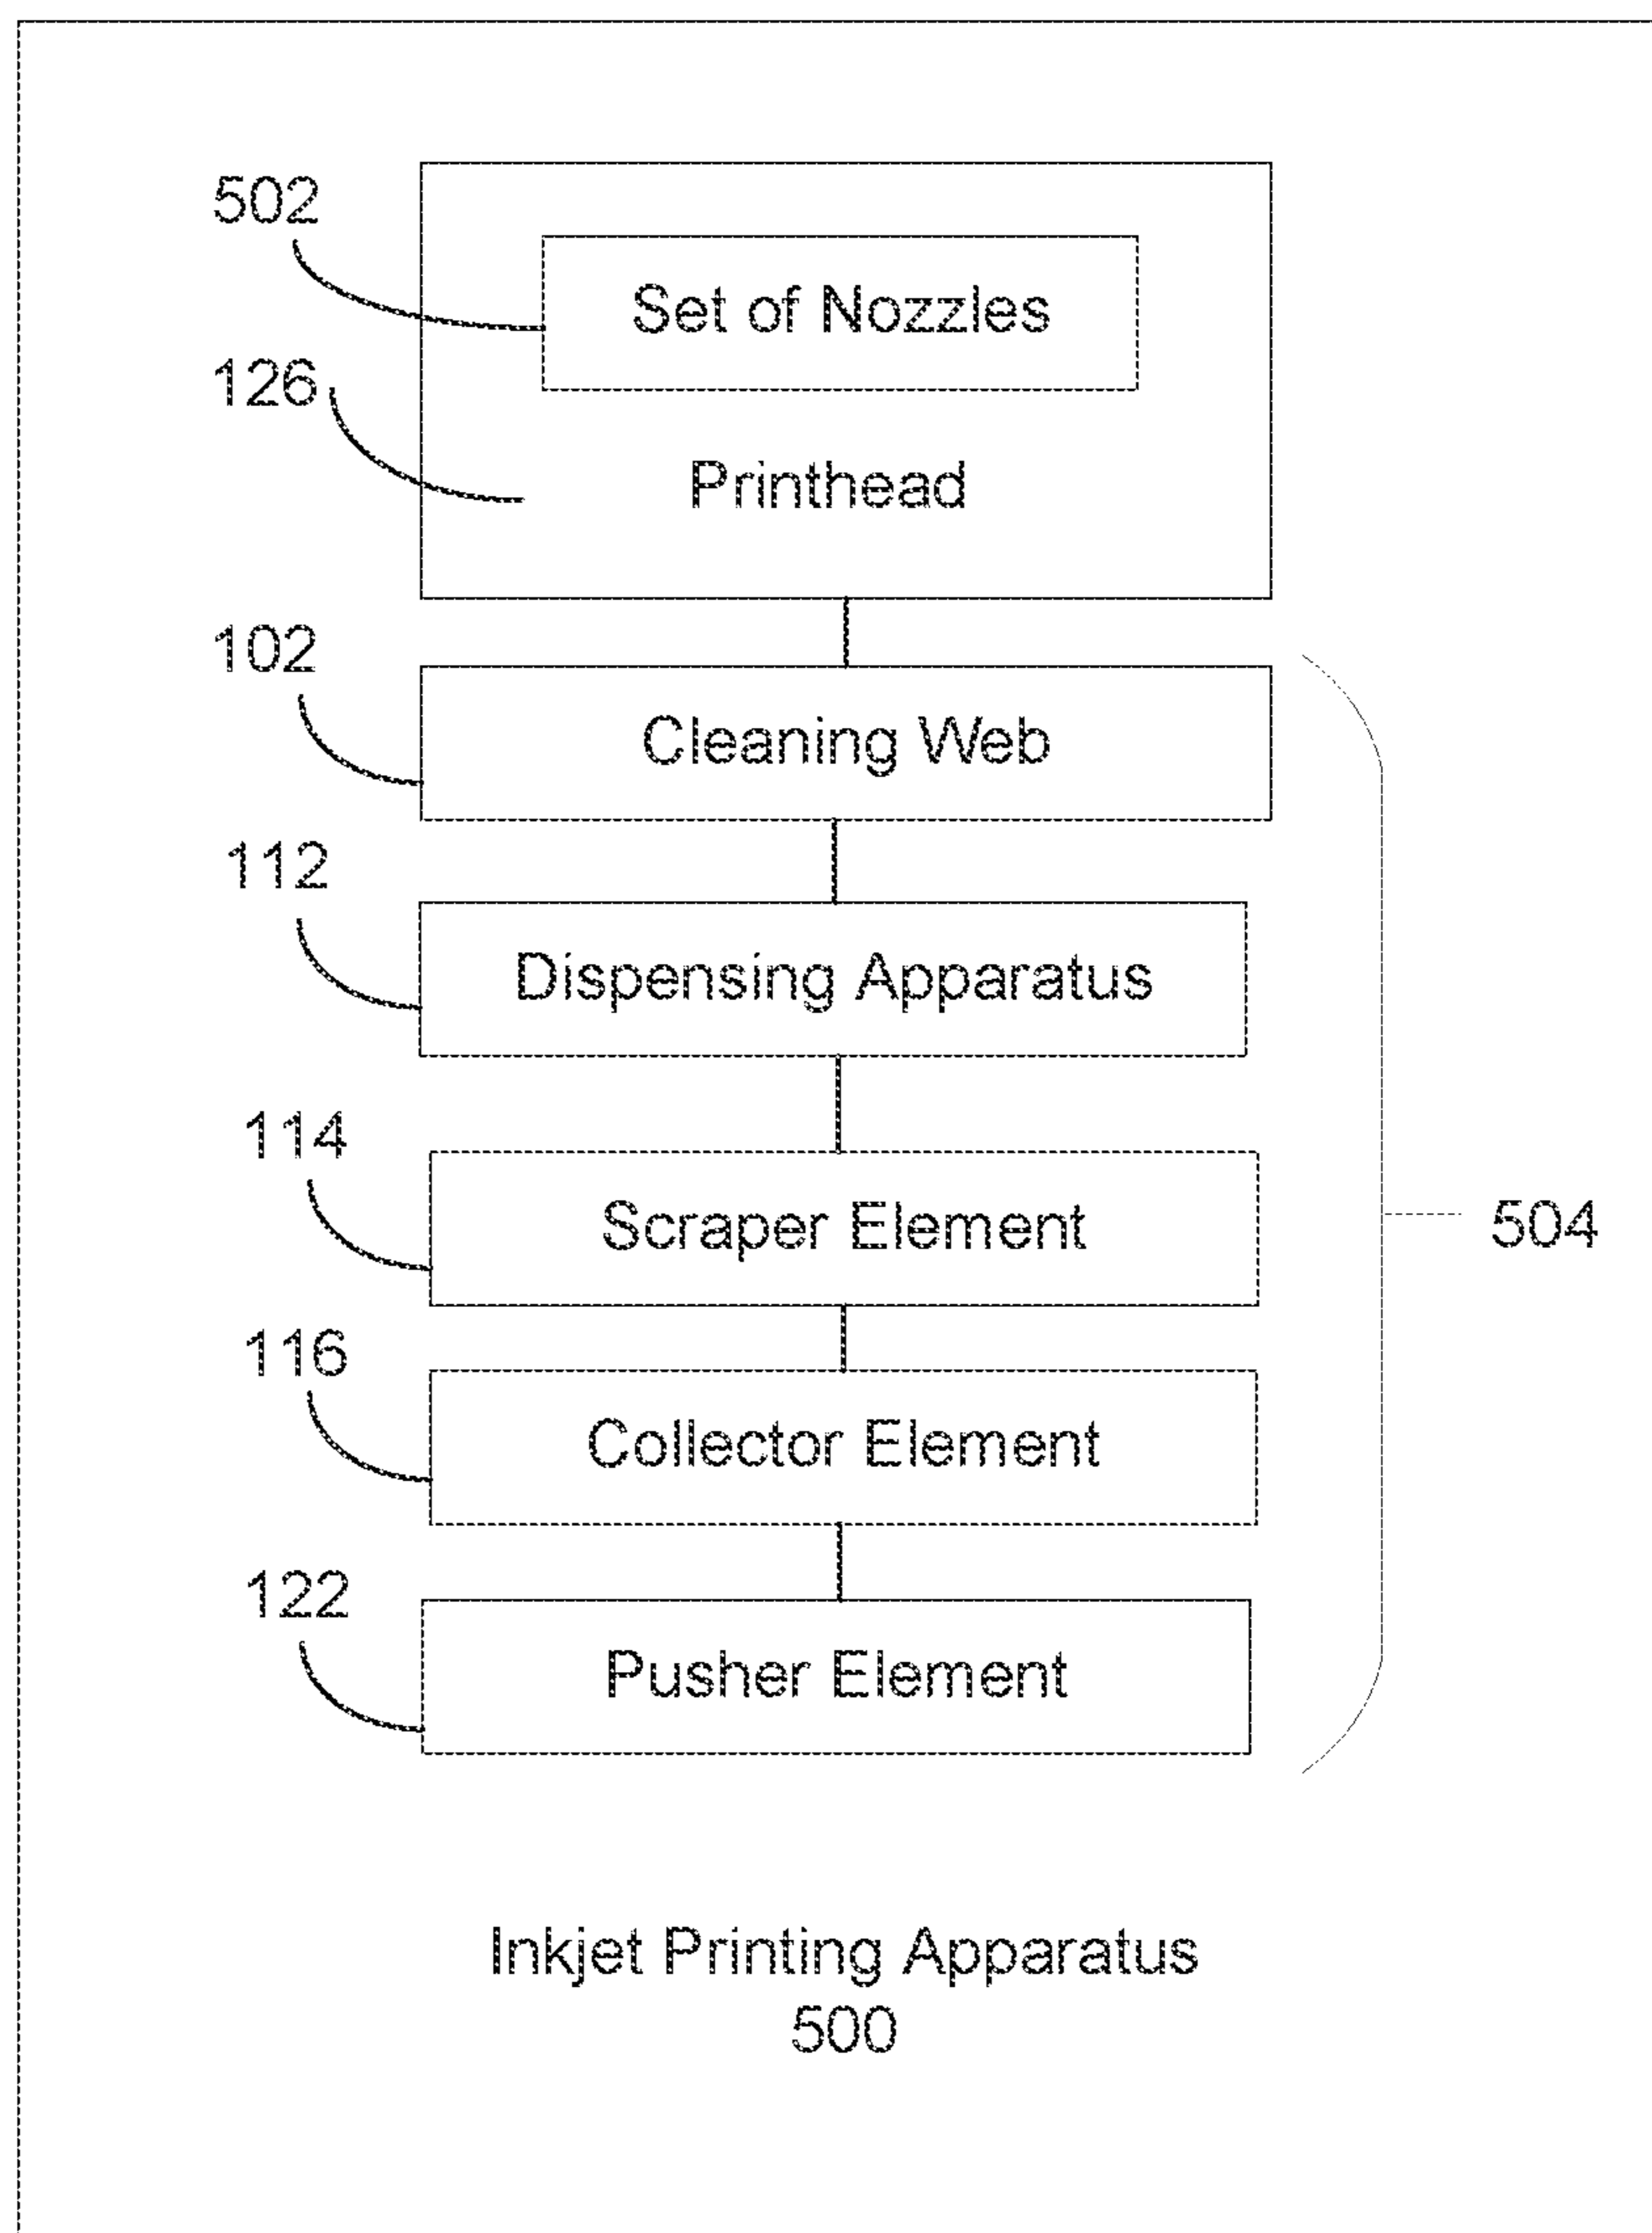 502
Set of Nozzles
126
Printhead
102
Cleaning Web
112
Dispensing Apparatus
114
Scraper Element
504
116
Collector Element
122
Pusher Element
Inkjet Printing Apparatus
500